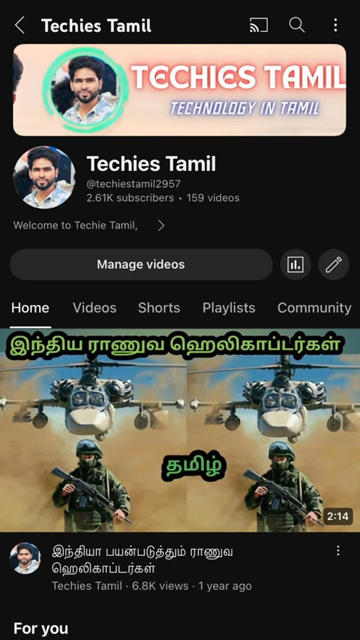 Techies Tamil
TECHIES TAMIL
TECHNOLOGY IN TAMIL
Techies Tamil
@techiestamil2957
2.61K subscribers • 159 videos
Welcome to Techie Tamil,
Manage videos
Home Videos Shorts Playlists Community
இந்திய ராணுவ ஹெலிகாப்டர்கள்
தமிழ்
2:14
இந்தியா பயன்படுத்தும் ராணுவ
ஹெலிகாப்டர்கள்
Techies Tamil · 6.8K views · 1 year ago
For you